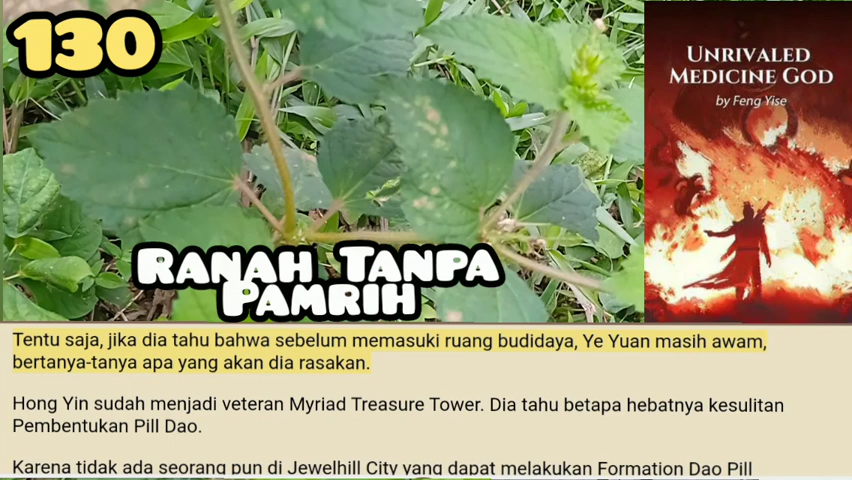 130
UNRIVALED
MEDICINE GOD
by Feng Yise
RANAH TANPA
PAMRIH
Tentu saja, jika dia tahu bahwa sebelum memasuki ruang budidaya, Ye Yuan masih awam,
bertanya-tanya apa yang akan dia rasakan.
Hong Yin sudah menjadi veteran Myriad Treasure Tower. Dia tahu betapa hebatnya kesulitan
Pembentukan Pill Dao.
Karena tidak ada seorang pun di Jewelhill City yang dapat melakukan Formation Dao Pill